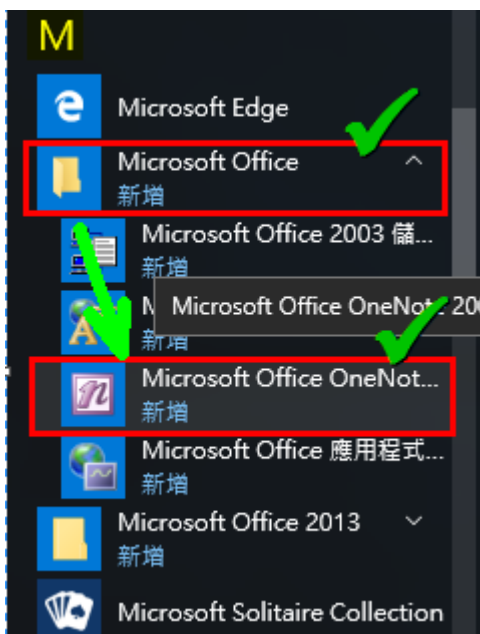 M
Microsoft Edge
Microsoft Office
新增
Microsoft Office 2003 儲...
新增
Microsoft Office OneNote 200
新增
Microsoft Office OneNot...
新增
Microsoft Office 應用程式...
新增
Microsoft Office 2013
新增
Microsoft Solitaire Collection